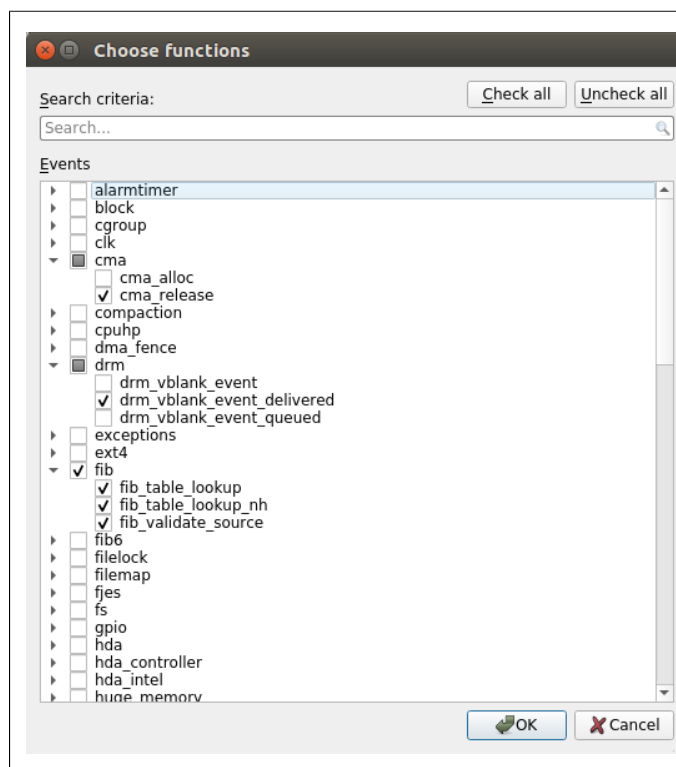 Choose functions
Search criteria:
Check all
Uncheck all
Search...
Events
alarmtimer
block
cgroup
clk
cma
cma_alloc
cma_release
compaction
cpuhp
dma_fence
drm
drm_vblank_event
drm_vblank_event_delivered
drm_vblank_event_queued
exceptions
ext4
fib
fib_table_lookup
fib_table_lookup_nh
fib_validate_source
fib6
filelock
filemap
fjes
fs
gpio
hda
hda_controller
hda_intel
huge_memory
OK
Cancel